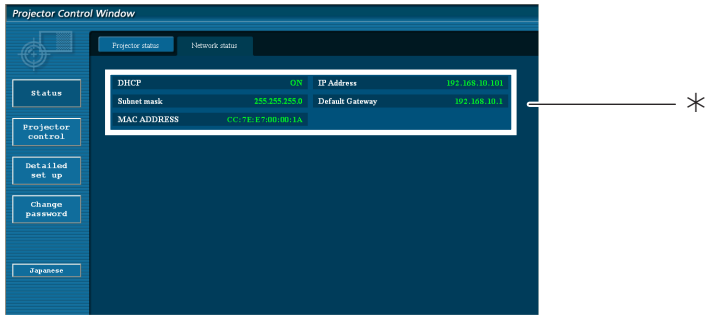 Projector Control Window
Projector status
Network status
DHCP ON IP Address 192.168.10.101
Subnet mask 255.255.255.0 Default Gateway 192.168.10.1
MAC ADDRESS CC:7E:E7:00:00:1A
Status
Projector
control
Detailed
set up
Change
password
Japanese
*